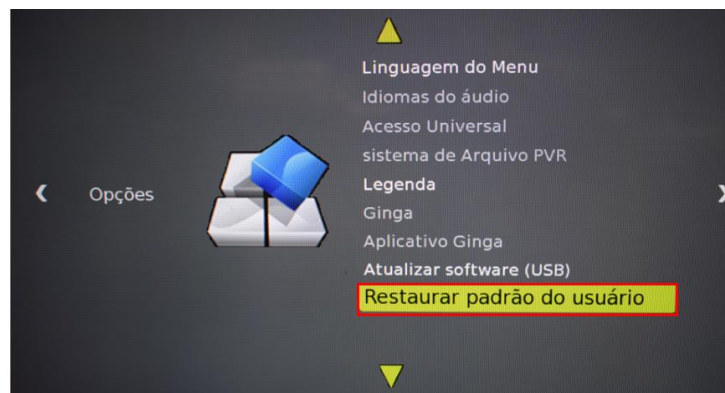 Linguagem do Menu
Idiomas do áudio
Acesso Universal
sistema de Arquivo PVR
Opções
Legenda
Ginga
Aplicativo Ginga
Atualizar software (USB)
Restaurar padrão do usuário